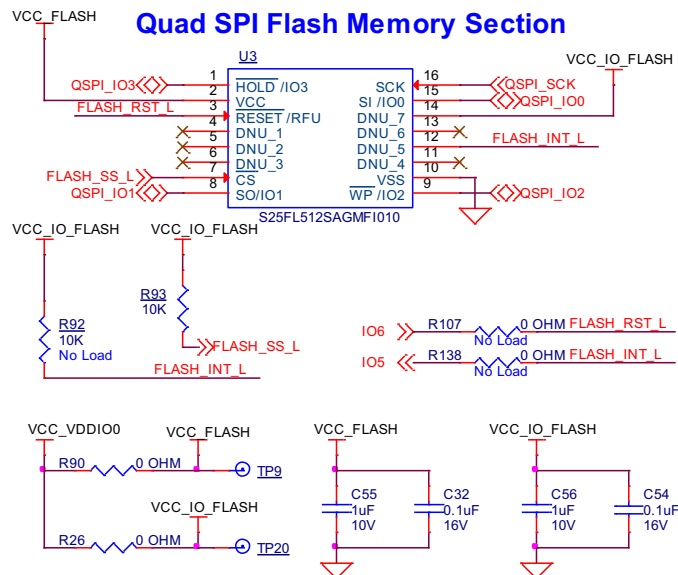 Quad SPI Flash Memory Section
VCC_FLASH
U3
VCC_IO_FLASH
QSPI_IO3 1 HOLD/IO3 SCK 16 QSPI_SCK
2 VCC SI/IO0 15 QSPI_IO0
FLASH_RST_L 3 RESET/RFU DNU_7 14
4 DNU_1 DNU_6 13
5 DNU_2 DNU_5 12 FLASH_INT_L
6 DNU_3 DNU_4 11
FLASH_SS_L 7 CS VSS 10
QSPI_IO1 8 SO/IO1 WP/IO2 9 QSPI_IO2
S25FL512SAGMFI010
VCC_IO_FLASH
R92
10K
No Load
FLASH_INT_L
VCC_IO_FLASH
R93
10K
FLASH_SS_L
IO6 R107 0 OHM FLASH_RST_L
No Load
IO5 R138 0 OHM FLASH_INT_L
No Load
VCC_VDDIO0
VCC_FLASH
R90 0 OHM TP9
VCC_IO_FLASH
R26 0 OHM TP20
VCC_FLASH
C55
1uF
10V
C32
0.1uF
16V
VCC_IO_FLASH
C56
1uF
10V
C54
0.1uF
16V